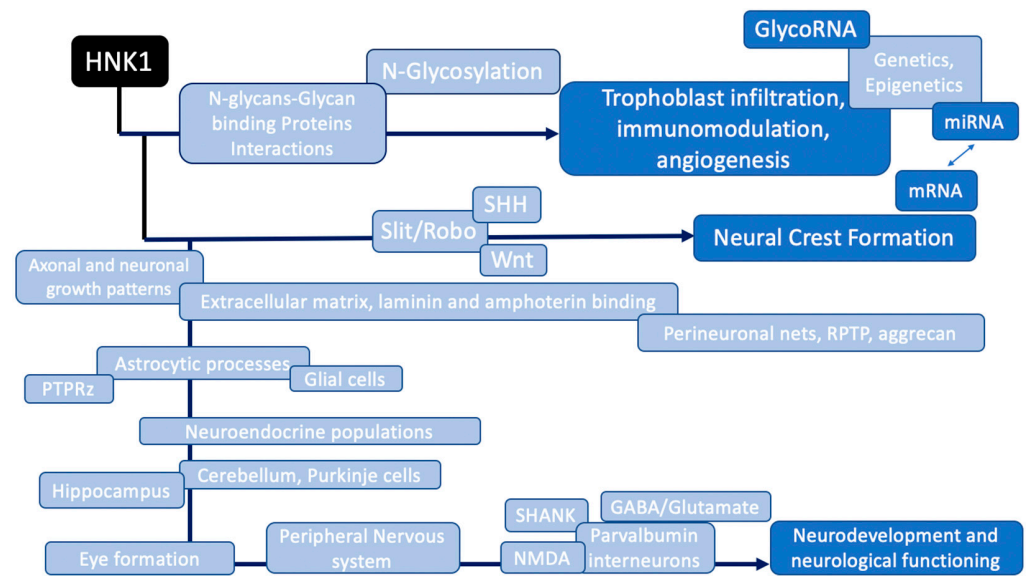 HNK1
N-Glycosylation
GlycoRNA
Genetics,
Epigenetics
N-glycans-Glycan
binding Proteins
Interactions
Trophoblast infiltration,
immunomodulation,
angiogenesis
miRNA
mRNA
SHH
Slit/Robo
Wnt
Neural Crest Formation
Axonal and neuronal
growth patterns
Extracellular matrix, laminin and amphoterin binding
Perineuronal nets, RPTP, aggrecan
Astrocytic processes
PTPRz
Glial cells
Neuroendocrine populations
Cerebellum, Purkinje cells
Hippocampus
Eye formation
Peripheral Nervous
system
SHANK
GABA/Glutamate
NMDA
Parvalbumin
interneurons
Neurodevelopment and
neurological functioning